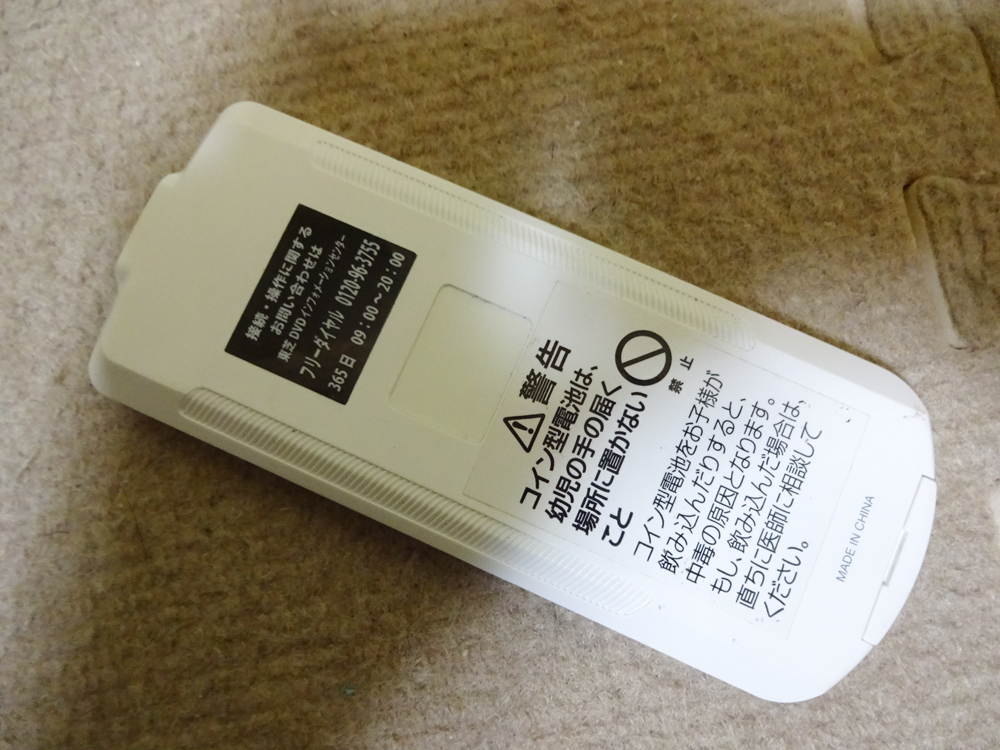 接続・操作に関する
お問い合わせは
東芝DVDインフォメーションセンター
フリーダイヤル 0120-96-3755
365日 09:00～20:00
警告
コイン型電池は、
幼児の手の届く
場所に置かない
こと
禁止
コイン型電池をお子様が
飲み込んだりすると、
中毒の原因となります。
もし、飲み込んだ場合は、
直ちに医師に相談して
ください。
MADE IN CHINA